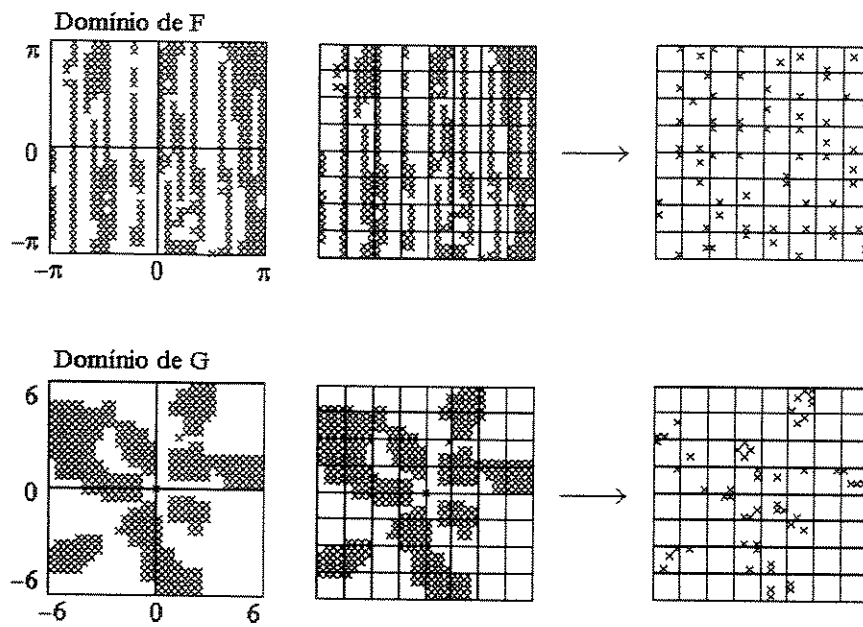 Domínio de F
π
0
−π
−π 0 π
Domínio de G
6
0
−6
−6 0 6